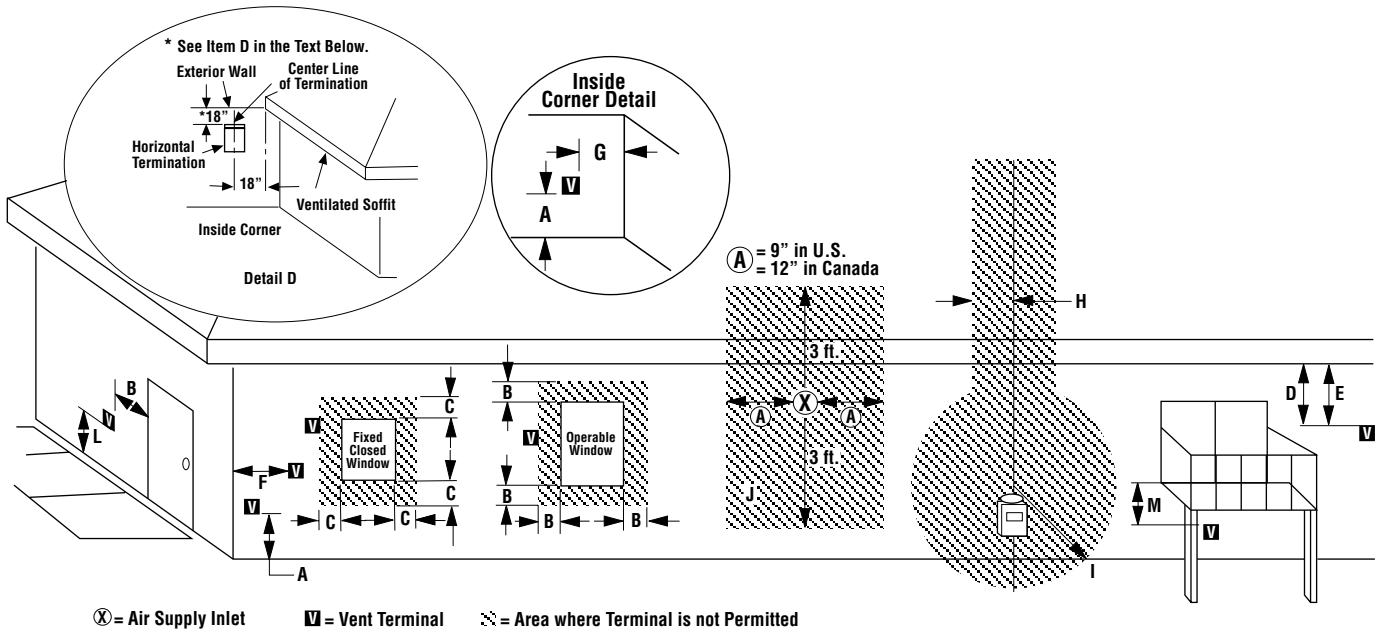 * See Item D in the Text Below.
Exterior Wall
Center Line
of Termination
*18”
Horizontal
Termination
18”
Ventilated Soffit
Inside Corner
Detail D
Inside
Corner Detail
G
V
A
A = 9” in U.S.
= 12” in Canada
H
3 ft.
B
V
L
F
V
V
A
C
V
Fixed
Closed
Window
C
C
C
B
V
Operable
Window
B
B
B
A
X
A
3 ft.
J
I
D
E
V
M
V
X = Air Supply Inlet
V = Vent Terminal
= Area where Terminal is not Permitted